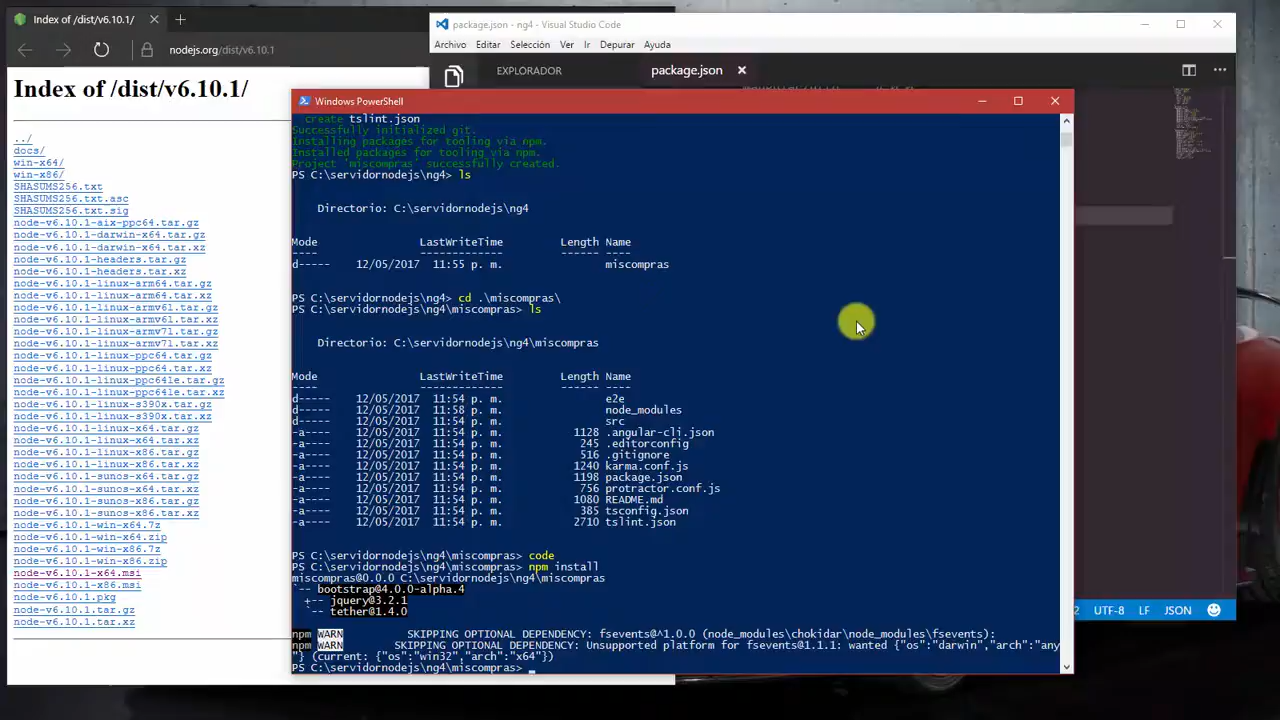 Index of /dist/v6.10.1/
nodejs.org/dist/v6.10.1
Index of /dist/v6.10.1/
../
docs/
win-x64/
win-x86/
SHASUMS256.txt
SHASUMS256.txt.asc
SHASUMS256.txt.sig
node-v6.10.1-aix-ppc64.tar.gz
node-v6.10.1-darwin-x64.tar.gz
node-v6.10.1-darwin-x64.tar.xz
node-v6.10.1-headers.tar.gz
node-v6.10.1-headers.tar.xz
node-v6.10.1-linux-arm64.tar.gz
node-v6.10.1-linux-arm64.tar.xz
node-v6.10.1-linux-armv6l.tar.gz
node-v6.10.1-linux-armv6l.tar.xz
node-v6.10.1-linux-armv7l.tar.gz
node-v6.10.1-linux-armv7l.tar.xz
node-v6.10.1-linux-ppc64.tar.gz
node-v6.10.1-linux-ppc64.tar.xz
node-v6.10.1-linux-ppc64le.tar.gz
node-v6.10.1-linux-ppc64le.tar.xz
node-v6.10.1-linux-s390x.tar.gz
node-v6.10.1-linux-s390x.tar.xz
node-v6.10.1-linux-x64.tar.gz
node-v6.10.1-linux-x64.tar.xz
node-v6.10.1-linux-x86.tar.gz
node-v6.10.1-linux-x86.tar.xz
node-v6.10.1-sunos-x64.tar.gz
node-v6.10.1-sunos-x64.tar.xz
node-v6.10.1-sunos-x86.tar.gz
node-v6.10.1-sunos-x86.tar.xz
node-v6.10.1-win-x64.7z
node-v6.10.1-win-x64.zip
node-v6.10.1-win-x86.7z
node-v6.10.1-win-x86.zip
node-v6.10.1-x64.msi
node-v6.10.1-x86.msi
node-v6.10.1.pkg
node-v6.10.1.tar.gz
node-v6.10.1.tar.xz
package.json - ng4 - Visual Studio Code
Archivo Editar Selección Ver Ir Depurar Ayuda
EXPLORADOR package.json
Windows PowerShell
create tslint.json
Successfully initialized git.
Installing packages for tooling via npm.
Installed packages for tooling via npm.
Project 'miscompras' successfully created.
PS C:\servidornodejs\ng4> ls
Directorio: C:\servidornodejs\ng4
Mode LastWriteTime Length Name
---- ------------- ------ ----
d----- 12/05/2017 11:55 p. m. miscompras
PS C:\servidornodejs\ng4> cd .\miscompras\
PS C:\servidornodejs\ng4\miscompras> ls
Directorio: C:\servidornodejs\ng4\miscompras
Mode LastWriteTime Length Name
---- ------------- ------ ----
d----- 12/05/2017 11:54 p. m. e2e
d----- 12/05/2017 11:58 p. m. node_modules
d----- 12/05/2017 11:54 p. m. src
-a---- 12/05/2017 11:54 p. m. 1128 .angular-cli.json
-a---- 12/05/2017 11:54 p. m. 245 .editorconfig
-a---- 12/05/2017 11:54 p. m. 516 .gitignore
-a---- 12/05/2017 11:54 p. m. 1240 karma.conf.js
-a---- 12/05/2017 11:54 p. m. 1198 package.json
-a---- 12/05/2017 11:54 p. m. 756 protractor.conf.js
-a---- 12/05/2017 11:54 p. m. 1080 README.md
-a---- 12/05/2017 11:54 p. m. 385 tsconfig.json
-a---- 12/05/2017 11:54 p. m. 2710 tslint.json
PS C:\servidornodejs\ng4\miscompras> code
PS C:\servidornodejs\ng4\miscompras> npm install
miscompras@0.0.0 C:\servidornodejs\ng4\miscompras
`-- bootstrap@4.0.0-alpha.4
+-- jquery@3.2.1
`-- tether@1.4.0
npm WARN SKIPPING OPTIONAL DEPENDENCY: fsevents@^1.0.0 (node_modules\chokidar\node_modules\fsevents):
npm WARN SKIPPING OPTIONAL DEPENDENCY: Unsupported platform for fsevents@1.1.1: wanted {"os":"darwin","arch":"any
"} (current: {"os":"win32","arch":"x64"})
PS C:\servidornodejs\ng4\miscompras> _
2 UTF-8 LF JSON